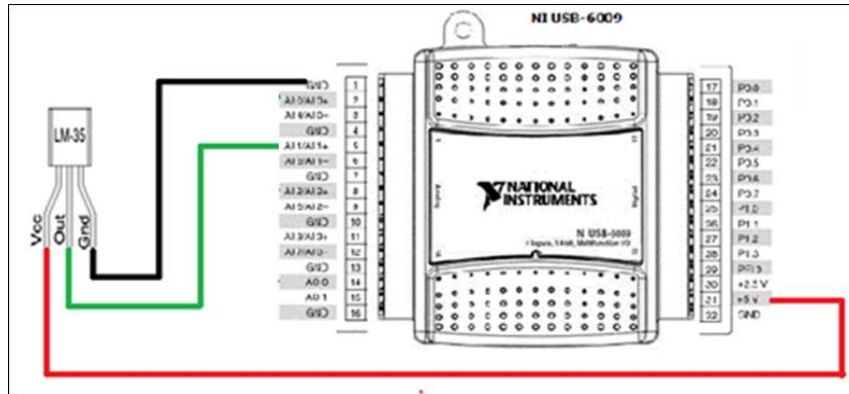 NI USB-6009
LM-35
Vcc
Out
Gnd
GND 1
AI 0/AI 0+ 2
AI 4/AI 0− 3
GND 4
AI 1/AI 1+ 5
AI 5/AI 1− 6
GND 7
AI 2/AI 2+ 8
AI 6/AI 2− 9
GND 10
AI 3/AI 3+ 11
AI 7/AI 3− 12
GND 13
AO 0 14
AO 1 15
GND 16
NATIONAL
INSTRUMENTS
NI USB-6009
Analog
Digital
17 P0.0
18 P0.1
19 P0.2
20 P0.3
21 P0.4
22 P0.5
23 P0.6
24 P0.7
25 P1.0
26 P1.1
27 P1.2
28 P1.3
29 PFI 0
+2.5 V
+5 V
GND